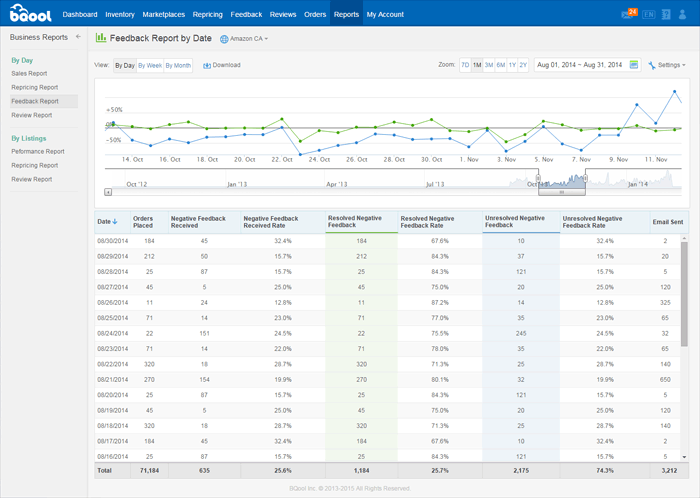 BQool
Dashboard Inventory Marketplaces Repricing Feedback Reviews Orders Reports My Account
24 EN
Business Reports
By Day
Sales Report
Repricing Report
Feedback Report
Review Report
By Listings
Peformance Report
Repricing Report
Review Report
Feedback Report by Date Amazon CA
View: By Day By Week By Month Download
Zoom: 7D 1M 3M 6M 1Y 2Y Aug 01, 2014 ~ Aug 31, 2014 Settings
+50%
0%
-50%
14. Oct 16. Oct 18. Oct 20. Oct 22. Oct 24. Oct 26. Oct 28. Oct 30. Oct 1. Nov 3. Nov 5. Nov 7. Nov 9. Nov 11. Nov
Oct '12 Jan '13 Apr '13 Jul '13 Jan '14
Date Orders Placed Negative Feedback Received Negative Feedback Received Rate Resolved Negative Feedback Resolved Negative Feedback Rate Unresolved Negative Feedback Unresolved Negative Feedback Rate Email Sent
08/30/2014 184 45 32.4% 184 67.6% 10 32.4% 2
08/29/2014 212 50 15.7% 212 84.3% 37 15.7% 20
08/28/2014 25 87 15.7% 25 84.3% 121 15.7% 5
08/27/2014 45 5 25.0% 45 75.0% 20 25.0% 120
08/26/2014 11 24 12.8% 11 87.2% 14 12.8% 325
08/25/2014 71 14 23.0% 71 77.0% 35 23.0% 65
08/24/2014 22 151 24.5% 22 75.5% 245 24.5% 32
08/23/2014 71 14 22.0% 71 78.0% 35 22.0% 65
08/22/2014 320 18 28.7% 320 71.3% 25 28.7% 140
08/21/2014 270 154 19.9% 270 80.1% 32 19.9% 650
08/20/2014 25 87 15.7% 25 84.3% 121 15.7% 5
08/19/2014 45 5 25.0% 45 75.0% 20 25.0% 120
08/18/2014 320 18 28.7% 320 71.3% 25 28.7% 140
08/17/2014 184 45 32.4% 184 67.6% 10 32.4% 2
08/16/2014 25 87 15.7% 25 84.3% 121 15.7% 5
Total 71,184 635 25.6% 1,184 25.7% 2,175 74.3% 3,212
BQool Inc. © 2013-2015 All Rights Reserved.